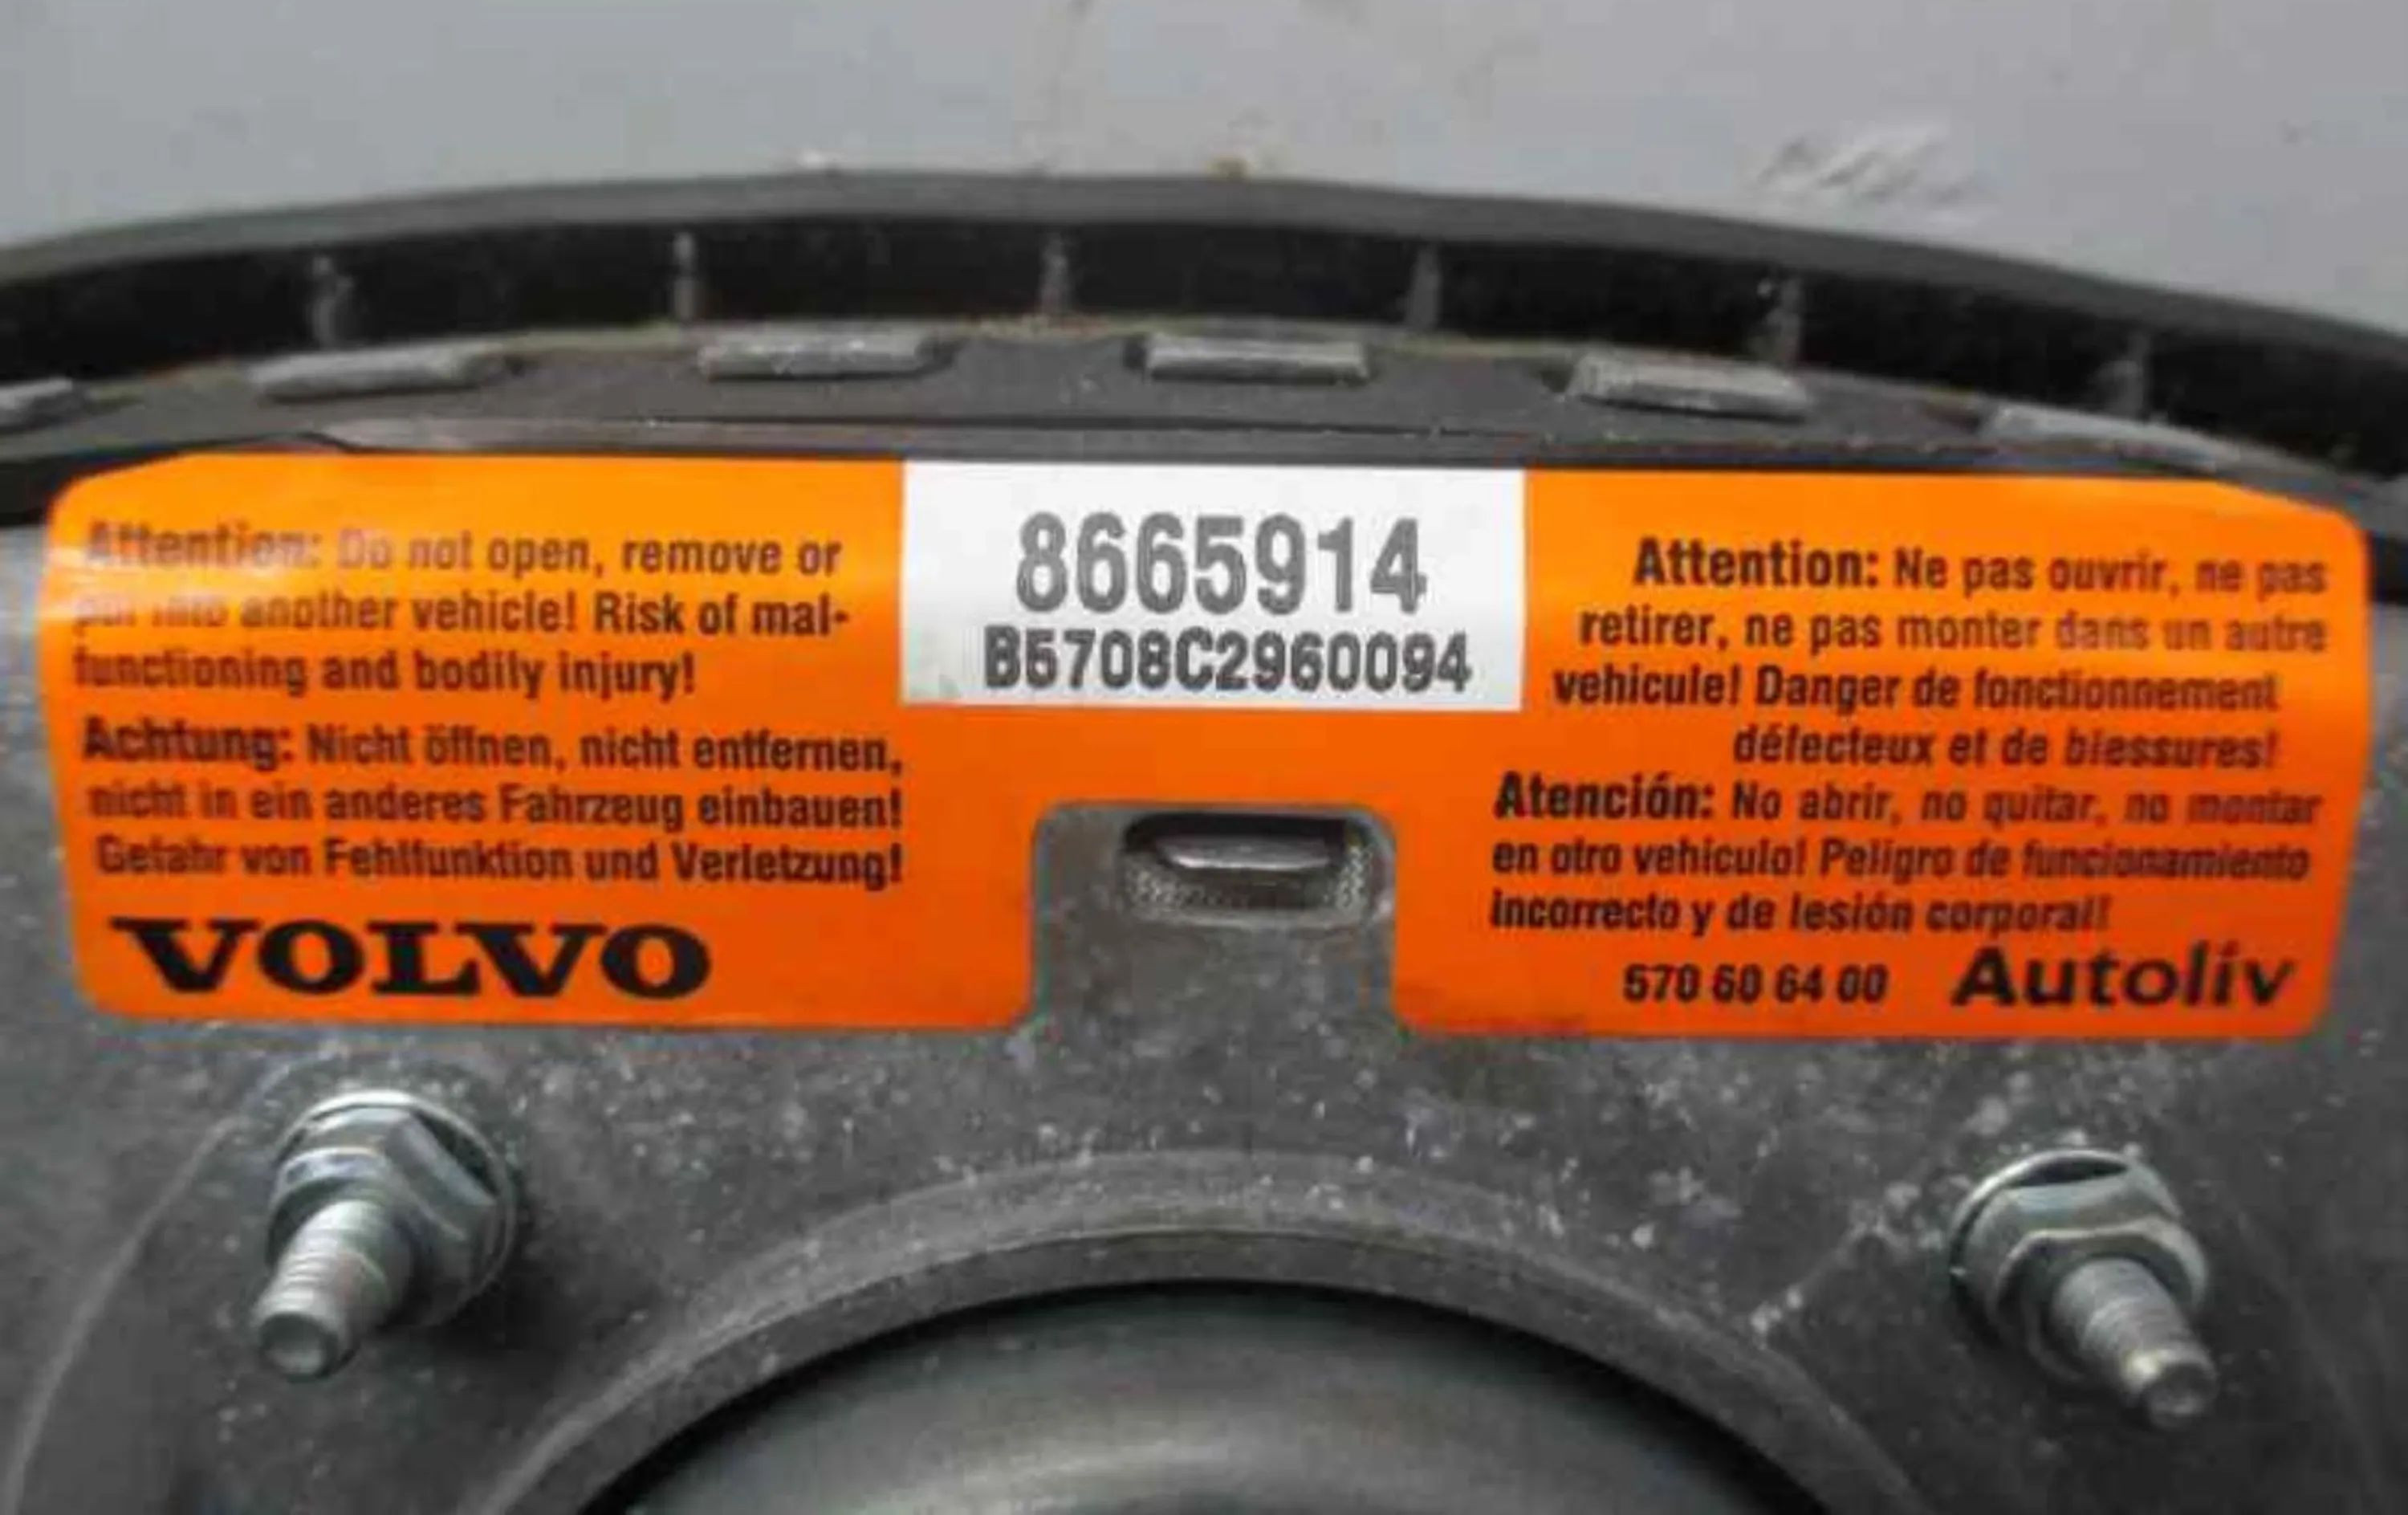 Attention: Do not open, remove or
put into another vehicle! Risk of mal-
functioning and bodily injury!
Achtung: Nicht öffnen, nicht entfernen,
nicht in ein anderes Fahrzeug einbauen!
Gefahr von Fehlfunktion und Verletzung!
VOLVO
8665914
B5708C2960094
Attention: Ne pas ouvrir, ne pas
retirer, ne pas monter dans un autre
vehicule! Danger de fonctionnement
défecteux et de blessures!
Atención: No abrir, no quitar, no montar
en otro vehiculo! Peligro de funcionamiento
incorrecto y de lesión corporal!
570 60 64 00 Autoliv